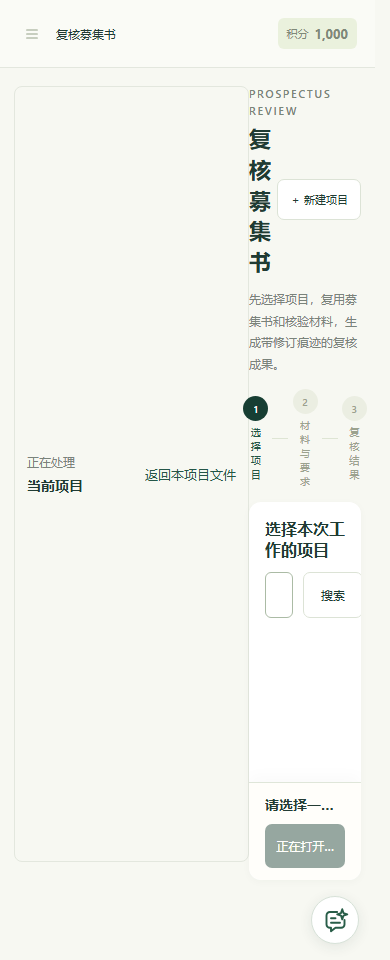 复核募集书
积分 1,000
正在处理
当前项目
返回本项目文件
PROSPECTUS
REVIEW
复
核
募
集
书
+ 新建项目
先选择项目，复用募
集书和核验材料，生
成带修订痕迹的复核
成果。
1
选
择
项
目
2
材
料
与
要
求
3
复
核
结
果
选择本次工
作的项目
搜索
请选择一...
正在打开...